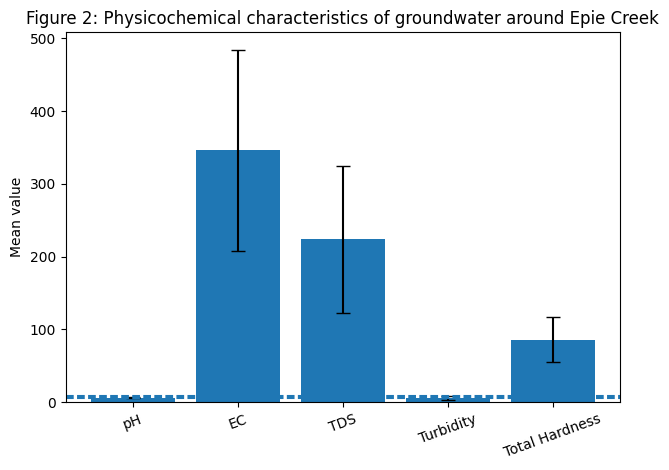 Figure 2: Physicochemical characteristics of groundwater around Epie Creek
500
400
300
200
100
0
Mean value
pH
EC
TDS
Turbidity
Total Hardness